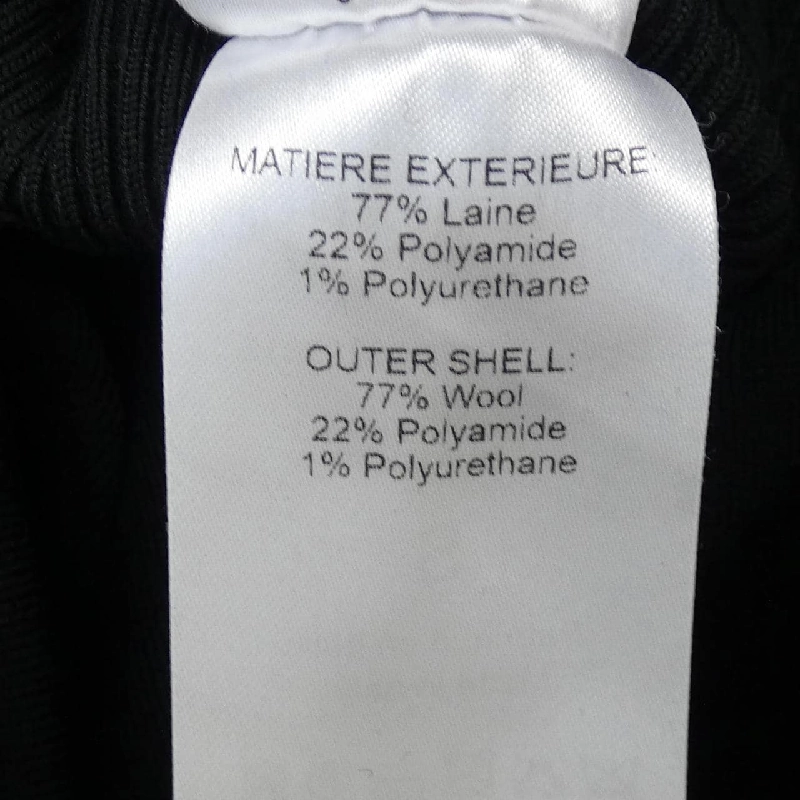 MATIERE EXTERIEURE:
77% Laine
22% Polyamide
1% Polyurethane
OUTER SHELL:
77% Wool
22% Polyamide
1% Polyurethane